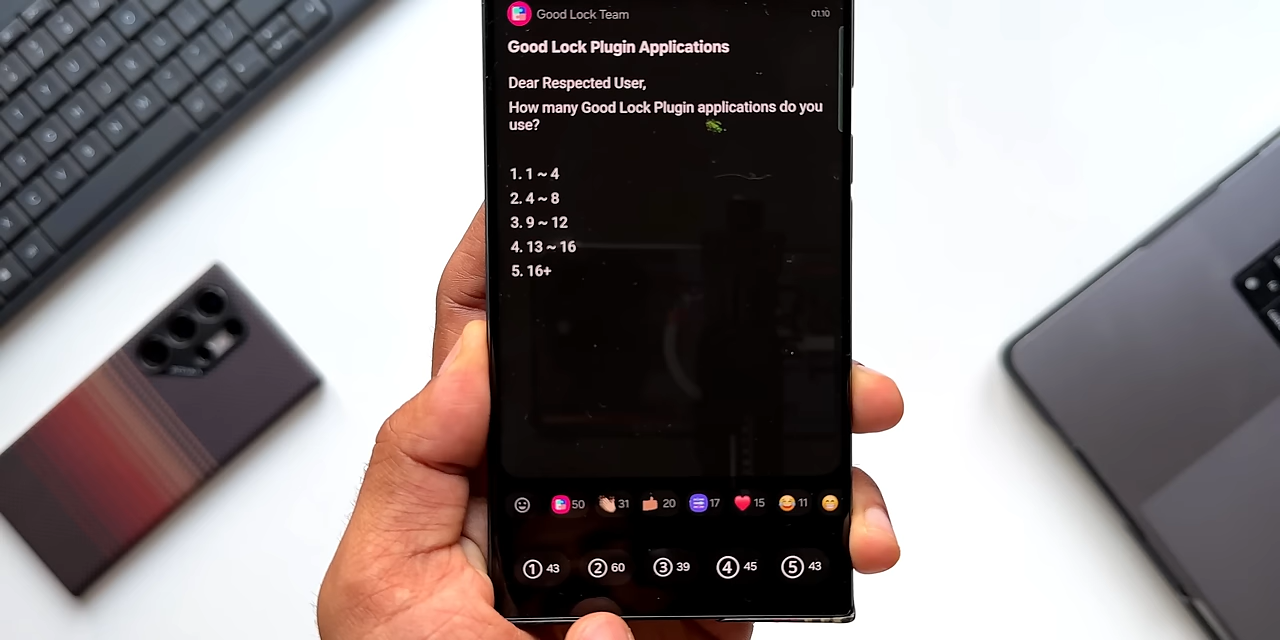 Good Lock Team 01.10
Good Lock Plugin Applications
Dear Respected User,
How many Good Lock Plugin applications do you
use?
1. 1 ~ 4
2. 4 ~ 8
3. 9 ~ 12
4. 13 ~ 16
5. 16+
50 31 20 17 15 11
1 43 2 60 3 39 4 45 5 43